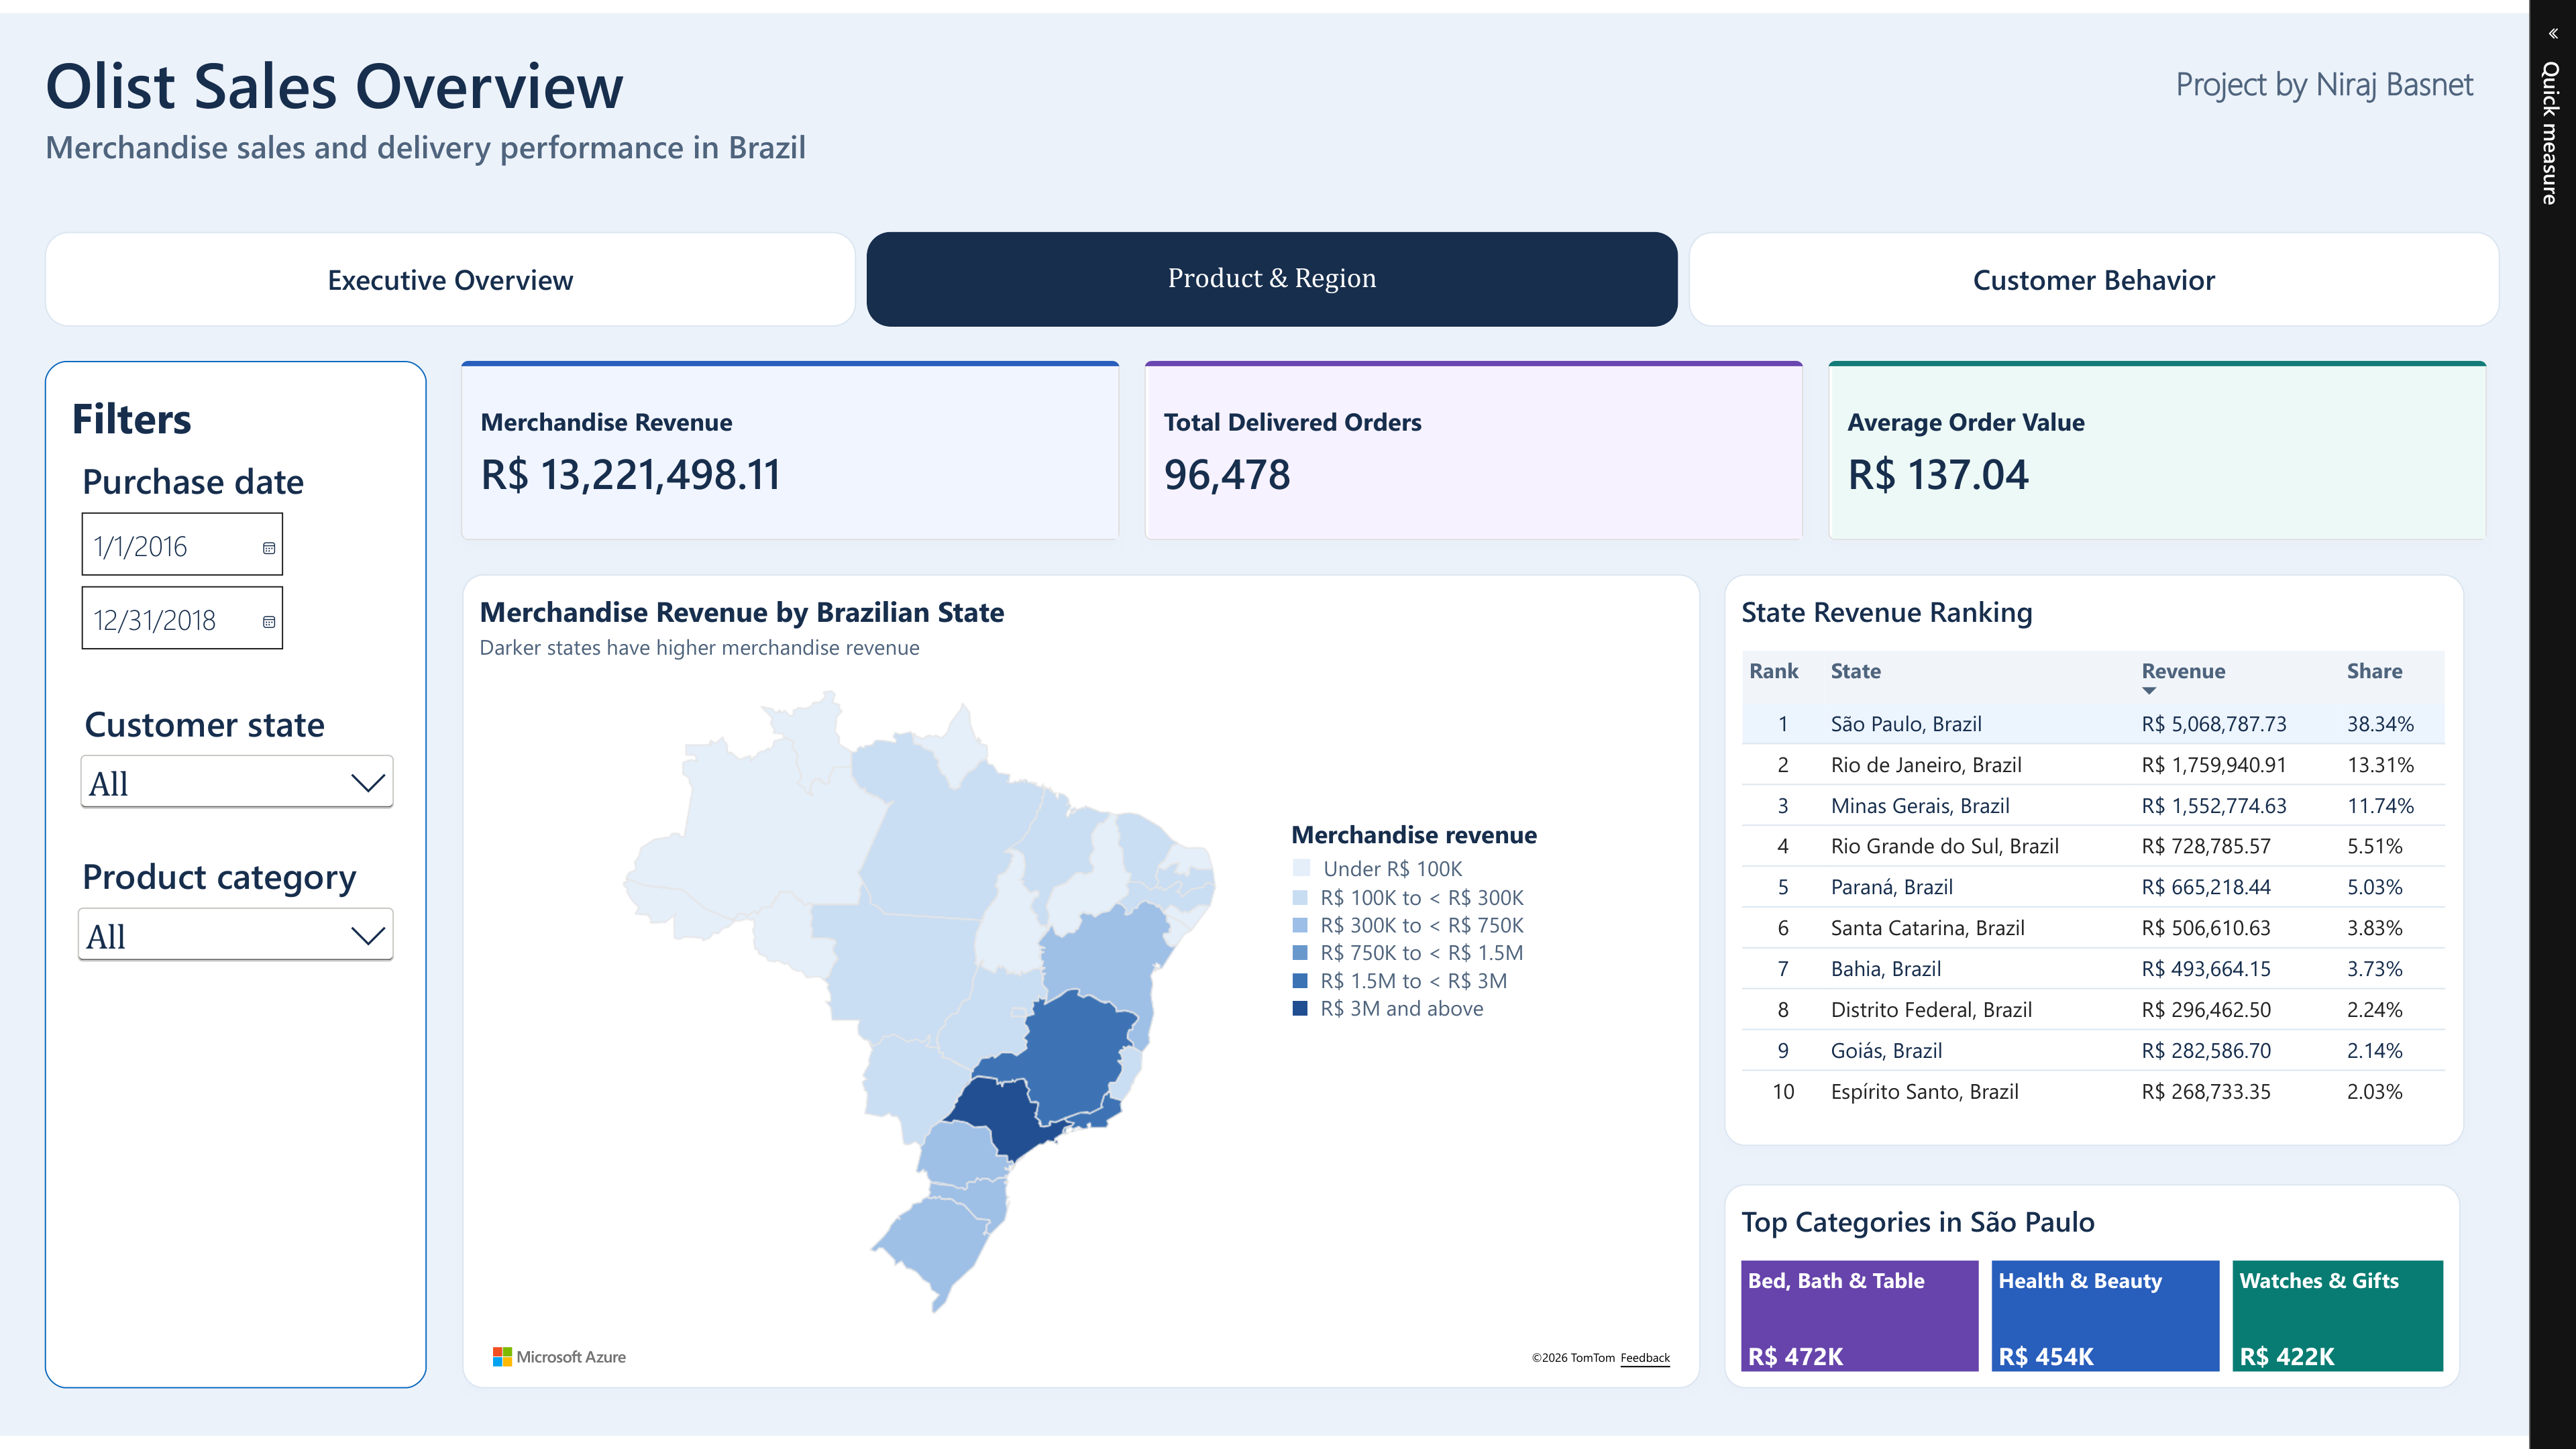 Olist Sales Overview
Project by Niraj Basnet
Merchandise sales and delivery performance in Brazil
«
Quick measure
Executive Overview
Product & Region
Customer Behavior
Filters
Purchase date
1/1/2016
12/31/2018
Customer state
All
Product category
All
Merchandise Revenue
R$ 13,221,498.11
Total Delivered Orders
96,478
Average Order Value
R$ 137.04
Merchandise Revenue by Brazilian State
Darker states have higher merchandise revenue
Merchandise revenue
Under R$ 100K
R$ 100K to < R$ 300K
R$ 300K to < R$ 750K
R$ 750K to < R$ 1.5M
R$ 1.5M to < R$ 3M
R$ 3M and above
Microsoft Azure
©2026 TomTom Feedback
State Revenue Ranking
Rank State Revenue Share
1 São Paulo, Brazil R$ 5,068,787.73 38.34%
2 Rio de Janeiro, Brazil R$ 1,759,940.91 13.31%
3 Minas Gerais, Brazil R$ 1,552,774.63 11.74%
4 Rio Grande do Sul, Brazil R$ 728,785.57 5.51%
5 Paraná, Brazil R$ 665,218.44 5.03%
6 Santa Catarina, Brazil R$ 506,610.63 3.83%
7 Bahia, Brazil R$ 493,664.15 3.73%
8 Distrito Federal, Brazil R$ 296,462.50 2.24%
9 Goiás, Brazil R$ 282,586.70 2.14%
10 Espírito Santo, Brazil R$ 268,733.35 2.03%
Top Categories in São Paulo
Bed, Bath & Table
R$ 472K
Health & Beauty
R$ 454K
Watches & Gifts
R$ 422K